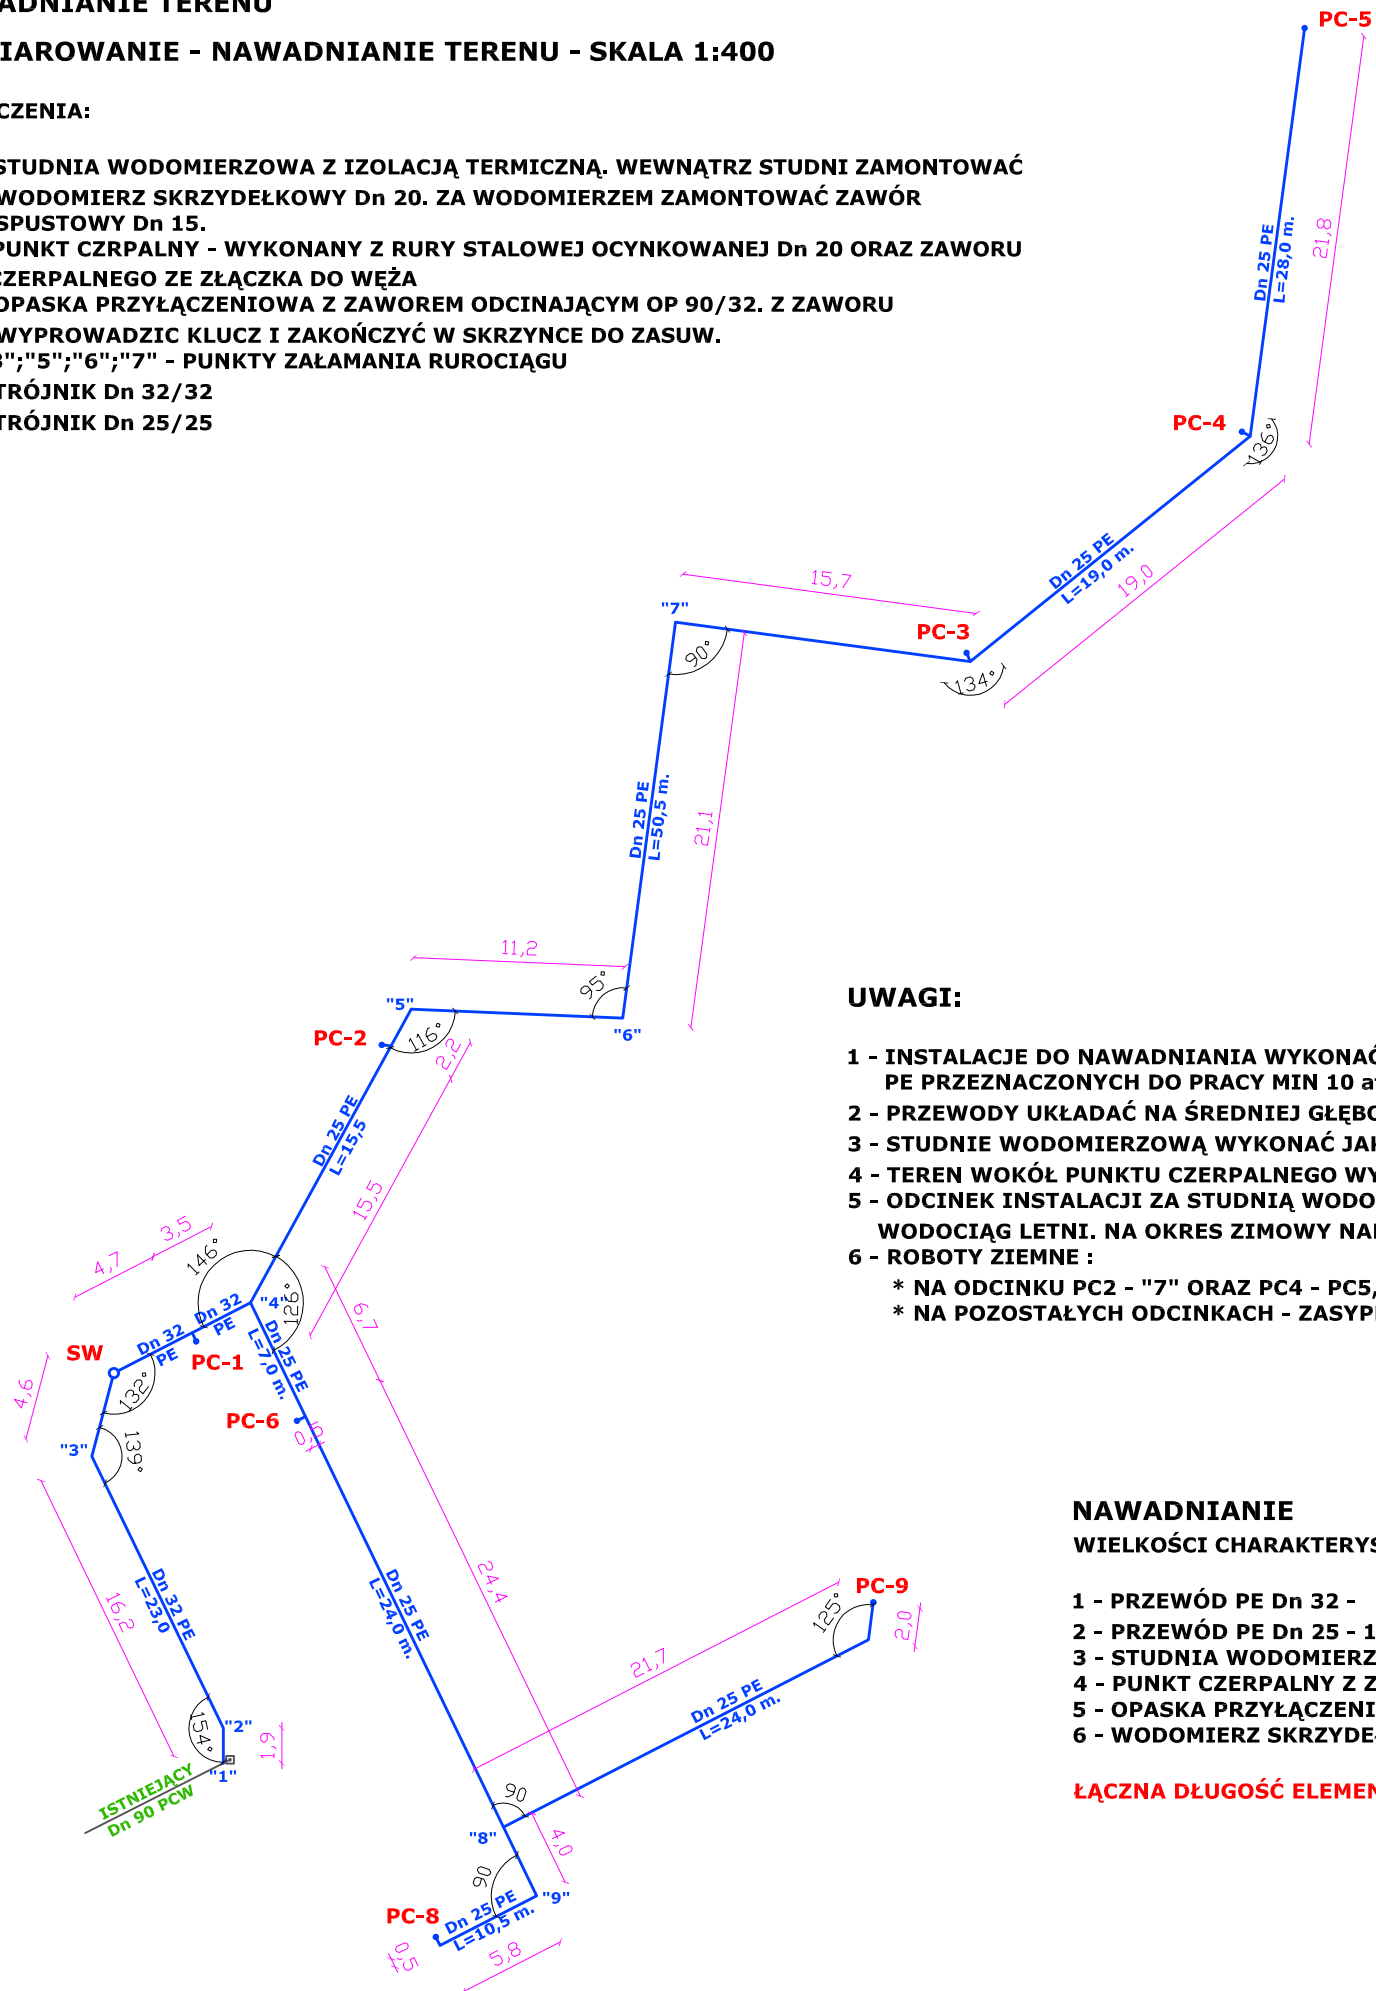 ADNIANIE TERENU
IAROWANIE - NAWADNIANIE TERENU - SKALA 1:400
CZENIA:
STUDNIA WODOMIERZOWA Z IZOLACJĄ TERMICZNĄ. WEWNĄTRZ STUDNI ZAMONTOWAĆ
WODOMIERZ SKRZYDEŁKOWY Dn 20. ZA WODOMIERZEM ZAMONTOWAĆ ZAWÓR
SPUSTOWY Dn 15.
PUNKT CZRPALNY - WYKONANY Z RURY STALOWEJ OCYNKOWANEJ Dn 20 ORAZ ZAWORU
CZERPALNEGO ZE ZŁĄCZKA DO WĘŻA
OPASKA PRZYŁĄCZENIOWA Z ZAWOREM ODCINAJĄCYM OP 90/32. Z ZAWORU
WYPROWADZIC KLUCZ I ZAKOŃCZYĆ W SKRZYNCE DO ZASUW.
3";"5";"6";"7" - PUNKTY ZAŁAMANIA RUROCIĄGU
TRÓJNIK Dn 32/32
TRÓJNIK Dn 25/25
PC-5
21,8
Dn 25 PE
L=28,0 m.
PC-4
136°
Dn 25 PE
L=19,0 m.
19,0
15,7
"7"
PC-3
90°
134°
Dn 25 PE
L=50,5 m.
21,1
11,2
95°
"5"
"6"
PC-2
116°
2,2
Dn 25 PE
L=15,5
15,5
3,5
4,7
146°
"4"
126°
6,7
Dn 32
PE
Dn 32
PE
SW
PC-1
Dn 25 PE
L=7,0 m.
4,6
132°
PC-6
0,5
"3"
139°
Dn 32 PE
L=23,0
16,2
Dn 25 PE
L=24,0 m.
24,4
PC-9
125°
2,0
21,7
Dn 25 PE
L=24,0 m.
154°
"2"
1,9
"1"
ISTNIEJĄCY
Dn 90 PCW
90
"8"
4,0
90
"9"
PC-8
Dn 25 PE
L=10,5 m.
0,5
5,8
UWAGI:
1 - INSTALACJE DO NAWADNIANIA WYKONAĆ
PE PRZEZNACZONYCH DO PRACY MIN 10 a
2 - PRZEWODY UKŁADAĆ NA ŚREDNIEJ GŁĘBO
3 - STUDNIE WODOMIERZOWĄ WYKONAĆ JAK
4 - TEREN WOKÓŁ PUNKTU CZERPALNEGO WY
5 - ODCINEK INSTALACJI ZA STUDNIĄ WODO
WODOCIĄG LETNI. NA OKRES ZIMOWY NA
6 - ROBOTY ZIEMNE :
* NA ODCINKU PC2 - "7" ORAZ PC4 - PC5,
* NA POZOSTAŁYCH ODCINKACH - ZASYP
NAWADNIANIE
WIELKOŚCI CHARAKTERYS
1 - PRZEWÓD PE Dn 32 -
2 - PRZEWÓD PE Dn 25 - 1
3 - STUDNIA WODOMIERZ
4 - PUNKT CZERPALNY Z Z
5 - OPASKA PRZYŁĄCZENI
6 - WODOMIERZ SKRZYDE
ŁĄCZNA DŁUGOŚĆ ELEMEN